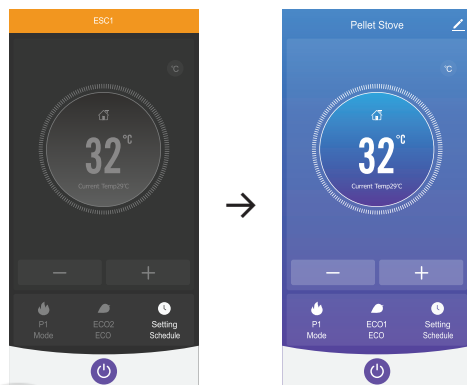 ESC1
°C
32°C
Current Temp29℃
P1
Mode
ECO2
ECO
Setting
Schedule
Pellet Stove
°C
32°C
Current Temp29℃
P1
Mode
ECO1
ECO
Setting
Schedule